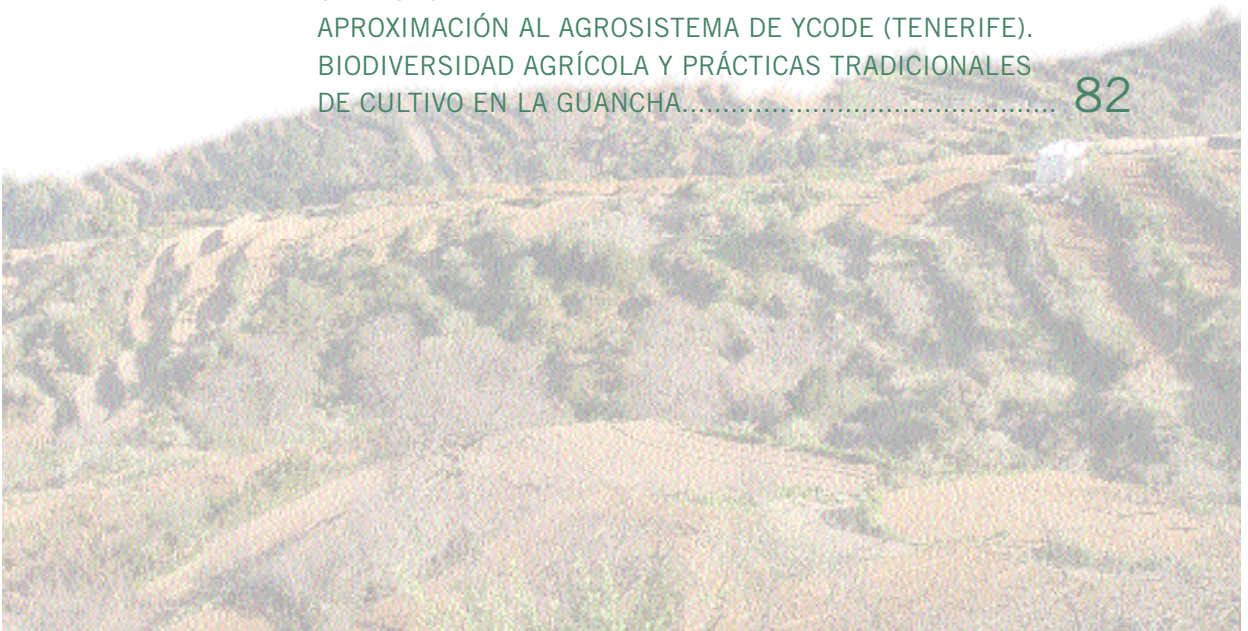 APROXIMACIÓN AL AGROSISTEMA DE YCODE (TENERIFE).
BIODIVERSIDAD AGRÍCOLA Y PRÁCTICAS TRADICIONALES
DE CULTIVO EN LA GUANCHA............................................... 82